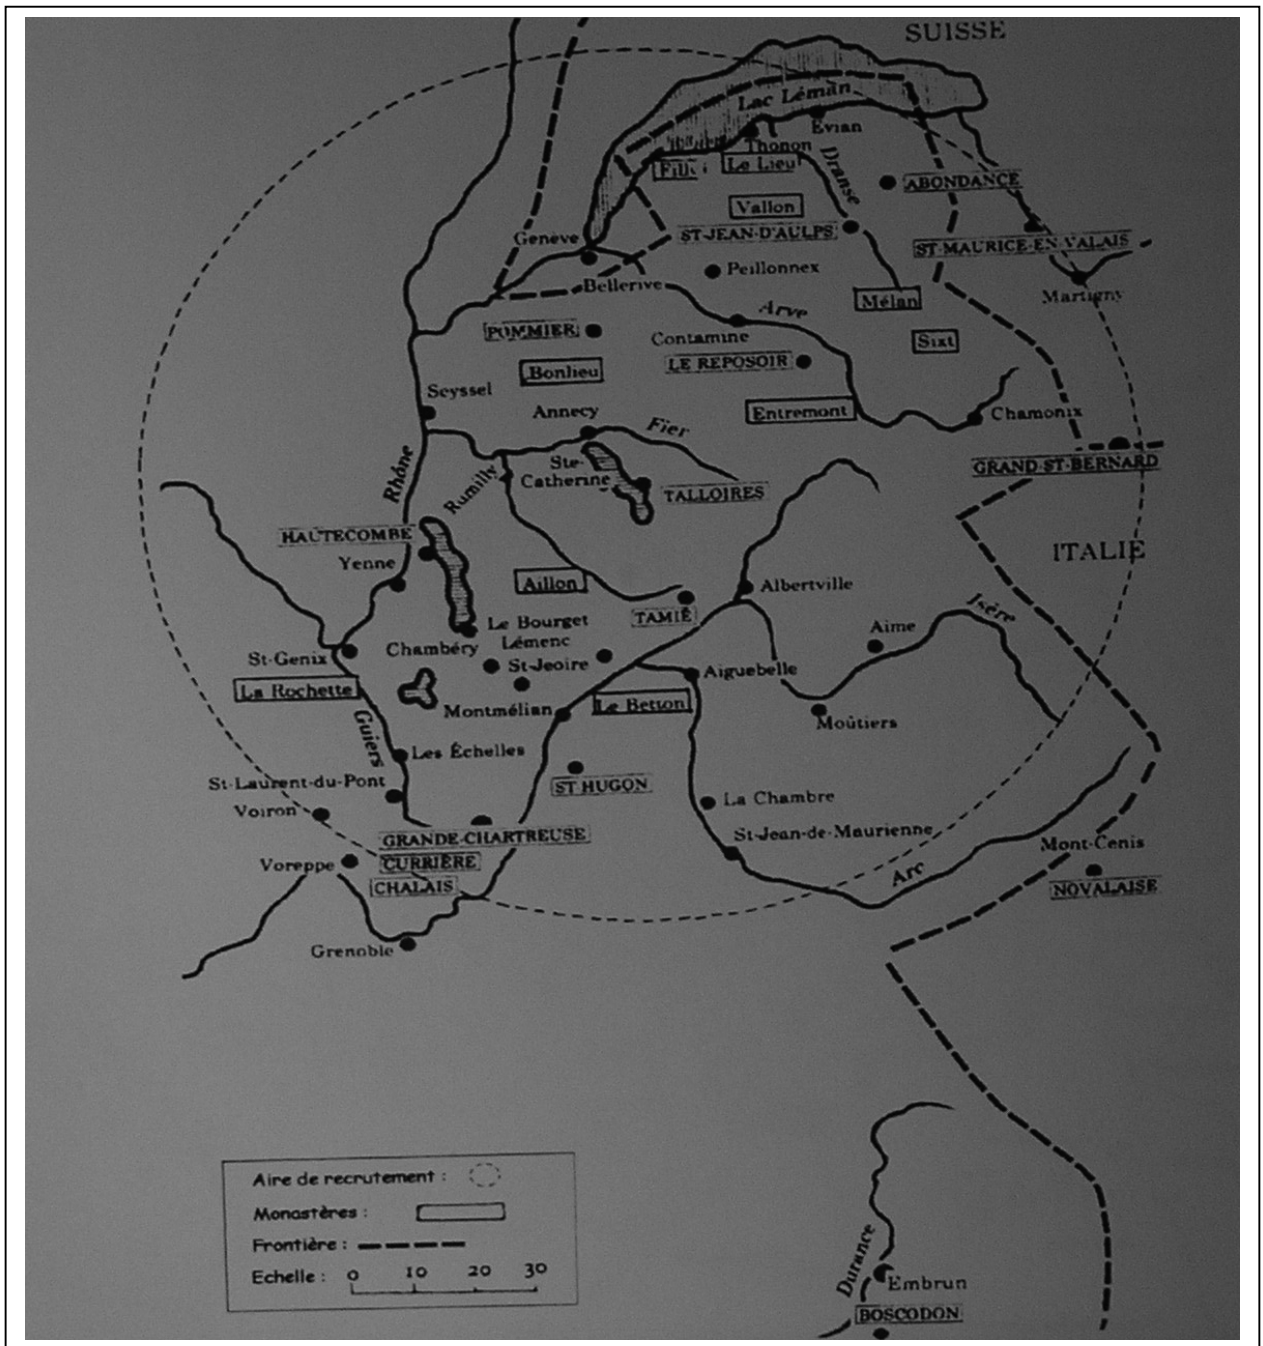 SUISSE
Lac Léman
Evian
Thonon
Le Lieu
Dranse
ABONDANCE
Vallon
ST-JEAN-D'AULPS
ST-MAURICE-EN-VALAIS
Genève
Peillonnex
Bellerive
Mélan
Martigny
Arve
POMMIER
Contamine
Sixt
LE REPOSOIR
Bonlieu
Seyssel
Annecy
Fier
Entremont
Chamonix
Rhône
Rumilly
Ste-
Catherine
TALLOIRES
GRAND-ST-BERNARD
HAUTECOMBE
ITALIE
Yenne
Aillon
Albertville
TAMIÉ
Isère
Le Bourget
Aime
Chambéry
Lémenc
St-Genix
St-Jeoire
Aiguebelle
La Rochette
Le Betton
Montmélian
Moûtiers
Guiers
Les Échelles
St-Laurent-du-Pont
ST HUGON
Voiron
La Chambre
GRANDE-CHARTREUSE
St-Jean-de-Maurienne
Voreppe
CURRIÈRE
Mont-Cenis
CHALAIS
Arc
NOVALAISE
Grenoble
Aire de recrutement :
Monastères :
Frontière :
Echelle : 0 10 20 30
Durance
Embrun
BOSCODON